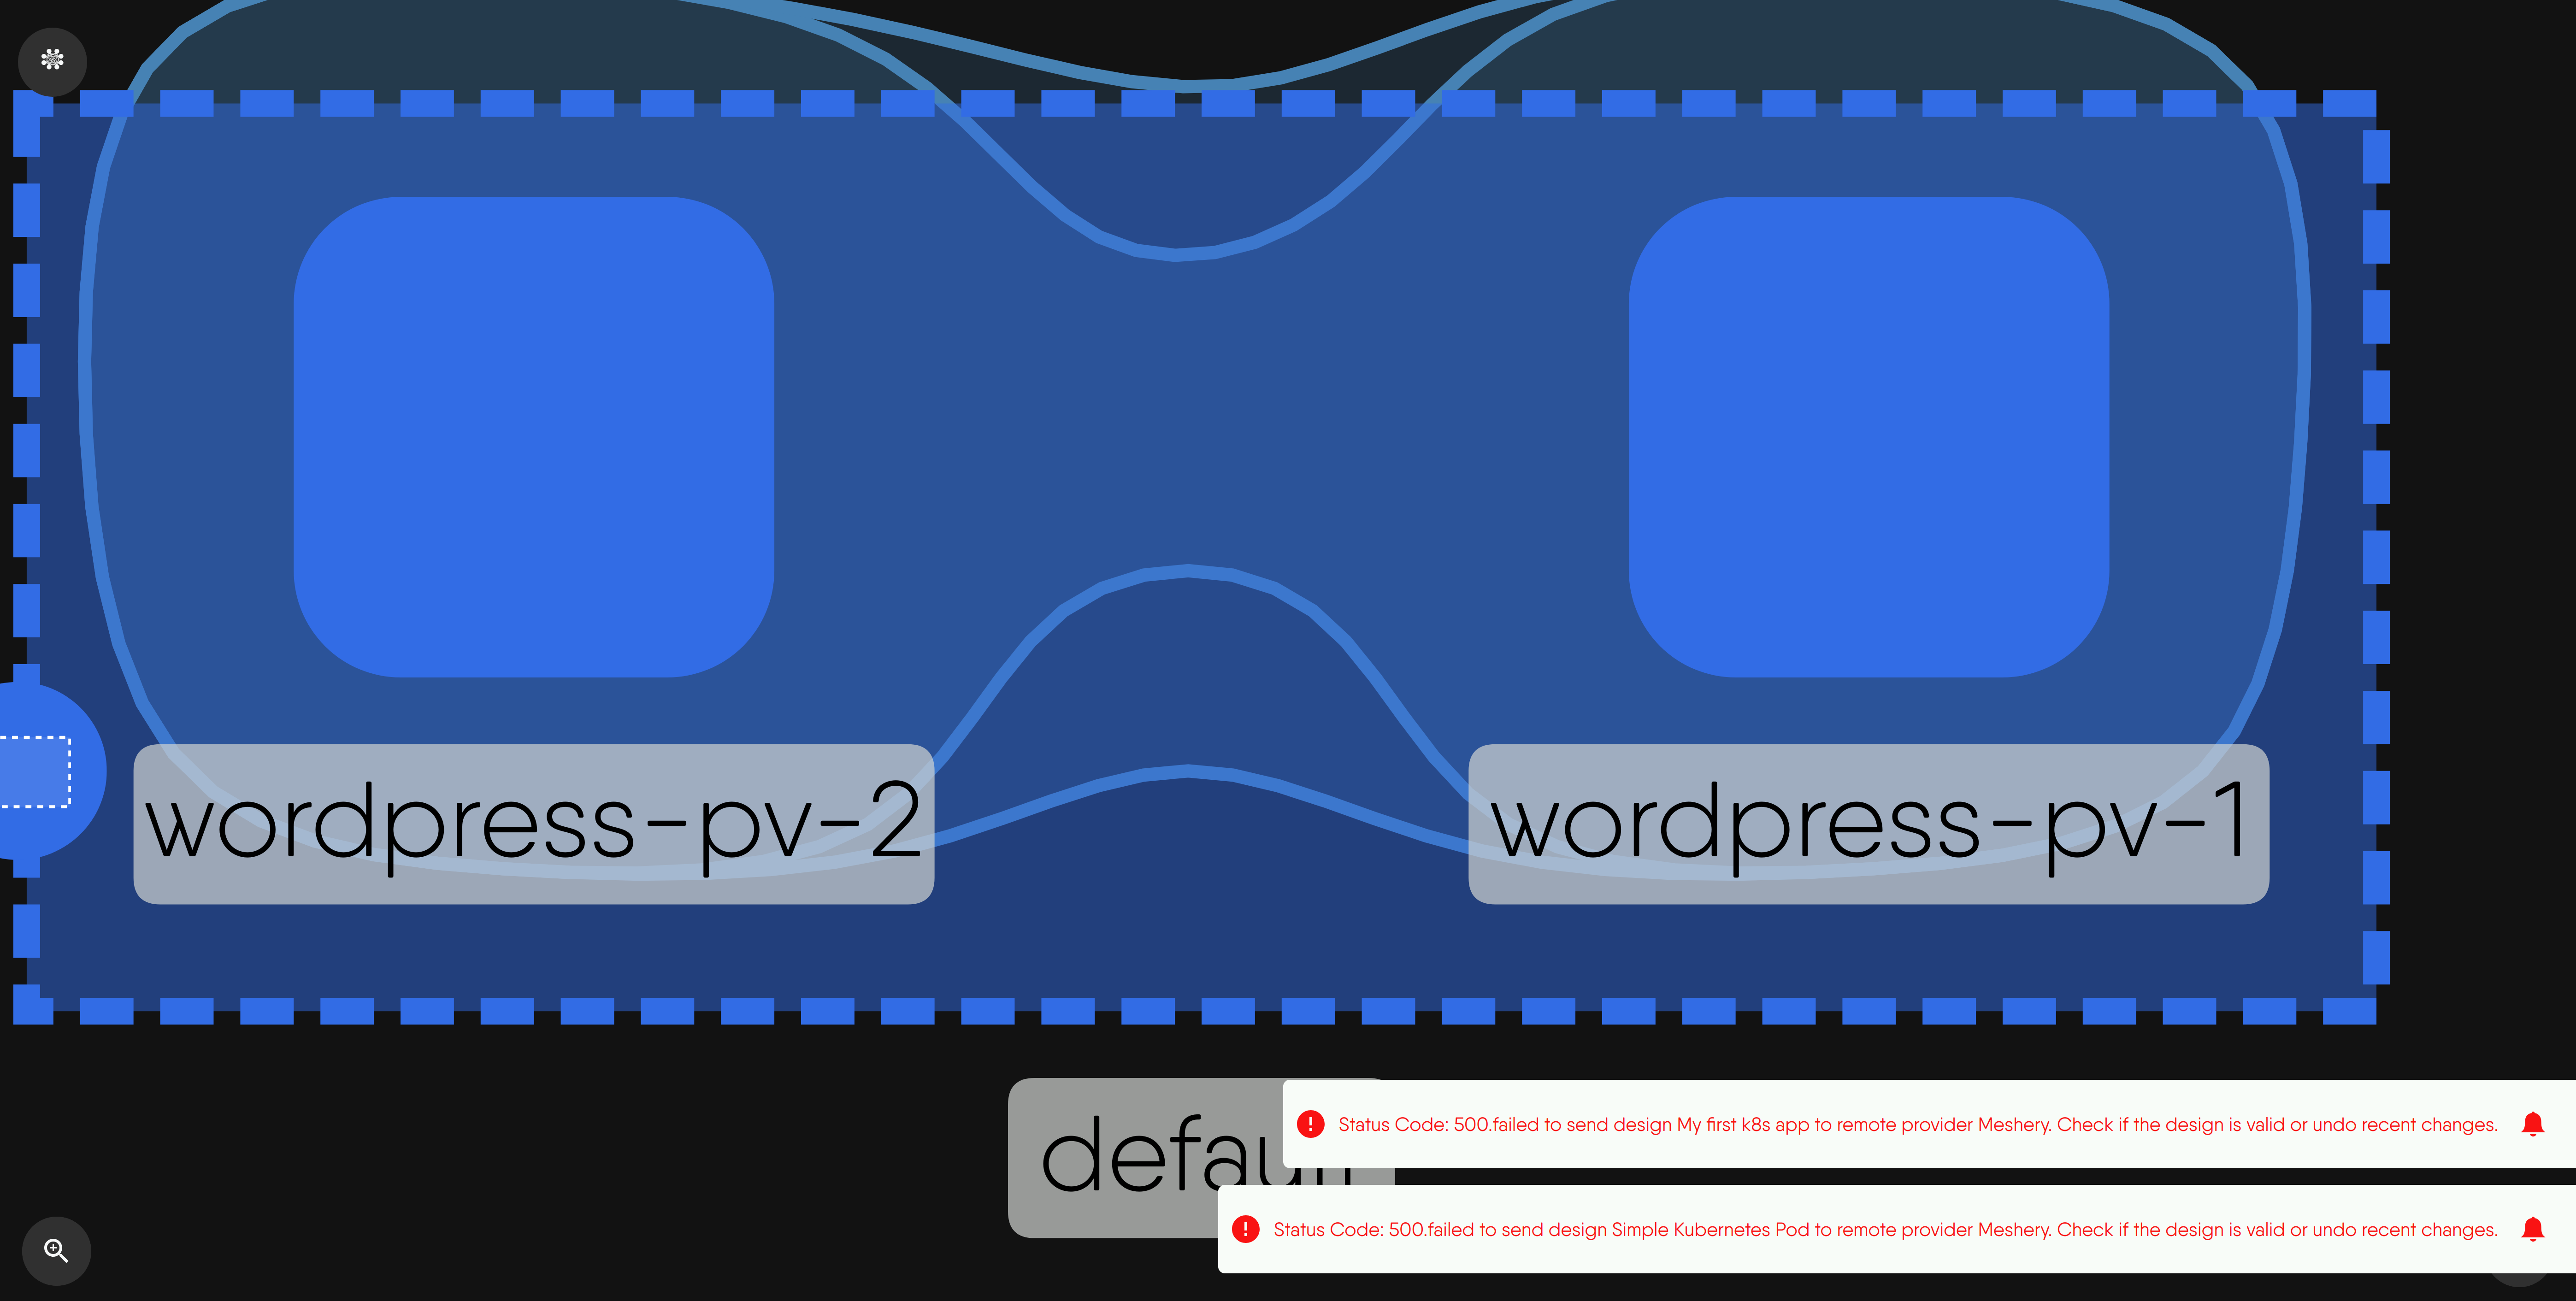 wordpress-pv-2
wordpress-pv-1
Status Code: 500.failed to send design My first k8s app to remote provider Meshery. Check if the design is valid or undo recent changes.
default
Status Code: 500.failed to send design Simple Kubernetes Pod to remote provider Meshery. Check if the design is valid or undo recent changes.